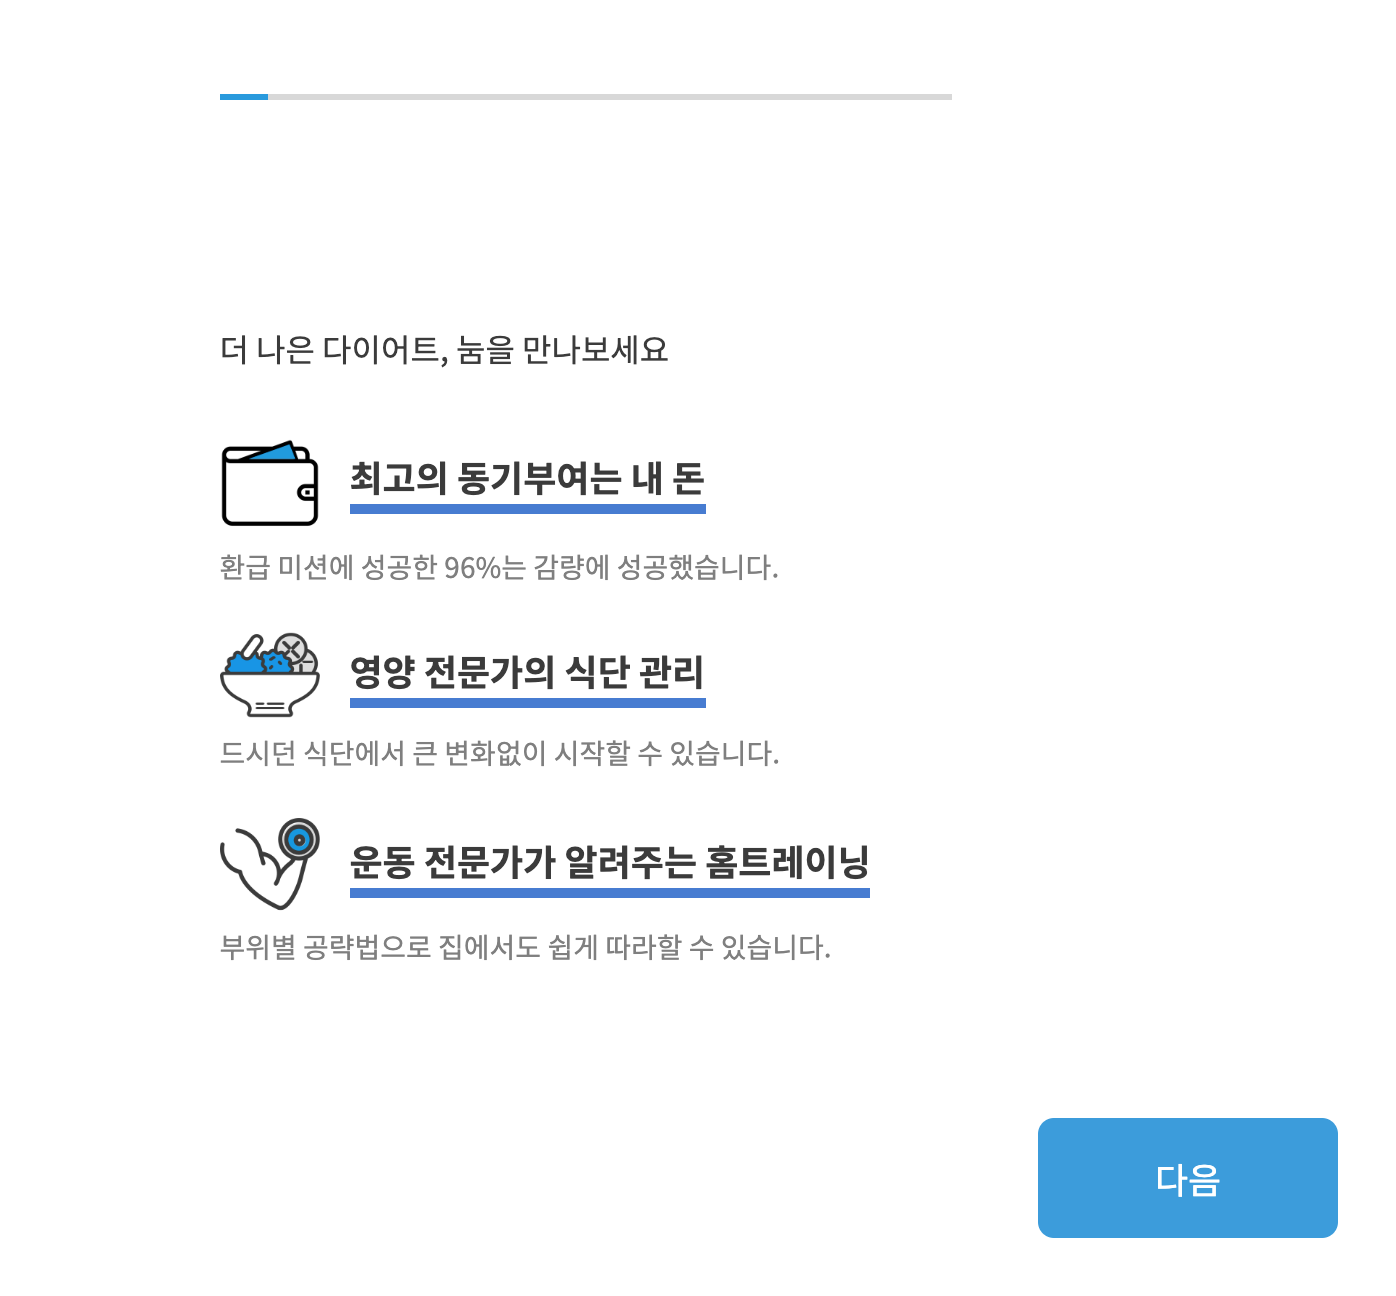 더 나은 다이어트, 눔을 만나보세요
최고의 동기부여는 내 돈
환급 미션에 성공한 96%는 감량에 성공했습니다.
영양 전문가의 식단 관리
드시던 식단에서 큰 변화없이 시작할 수 있습니다.
운동 전문가가 알려주는 홈트레이닝
부위별 공략법으로 집에서도 쉽게 따라할 수 있습니다.
다음